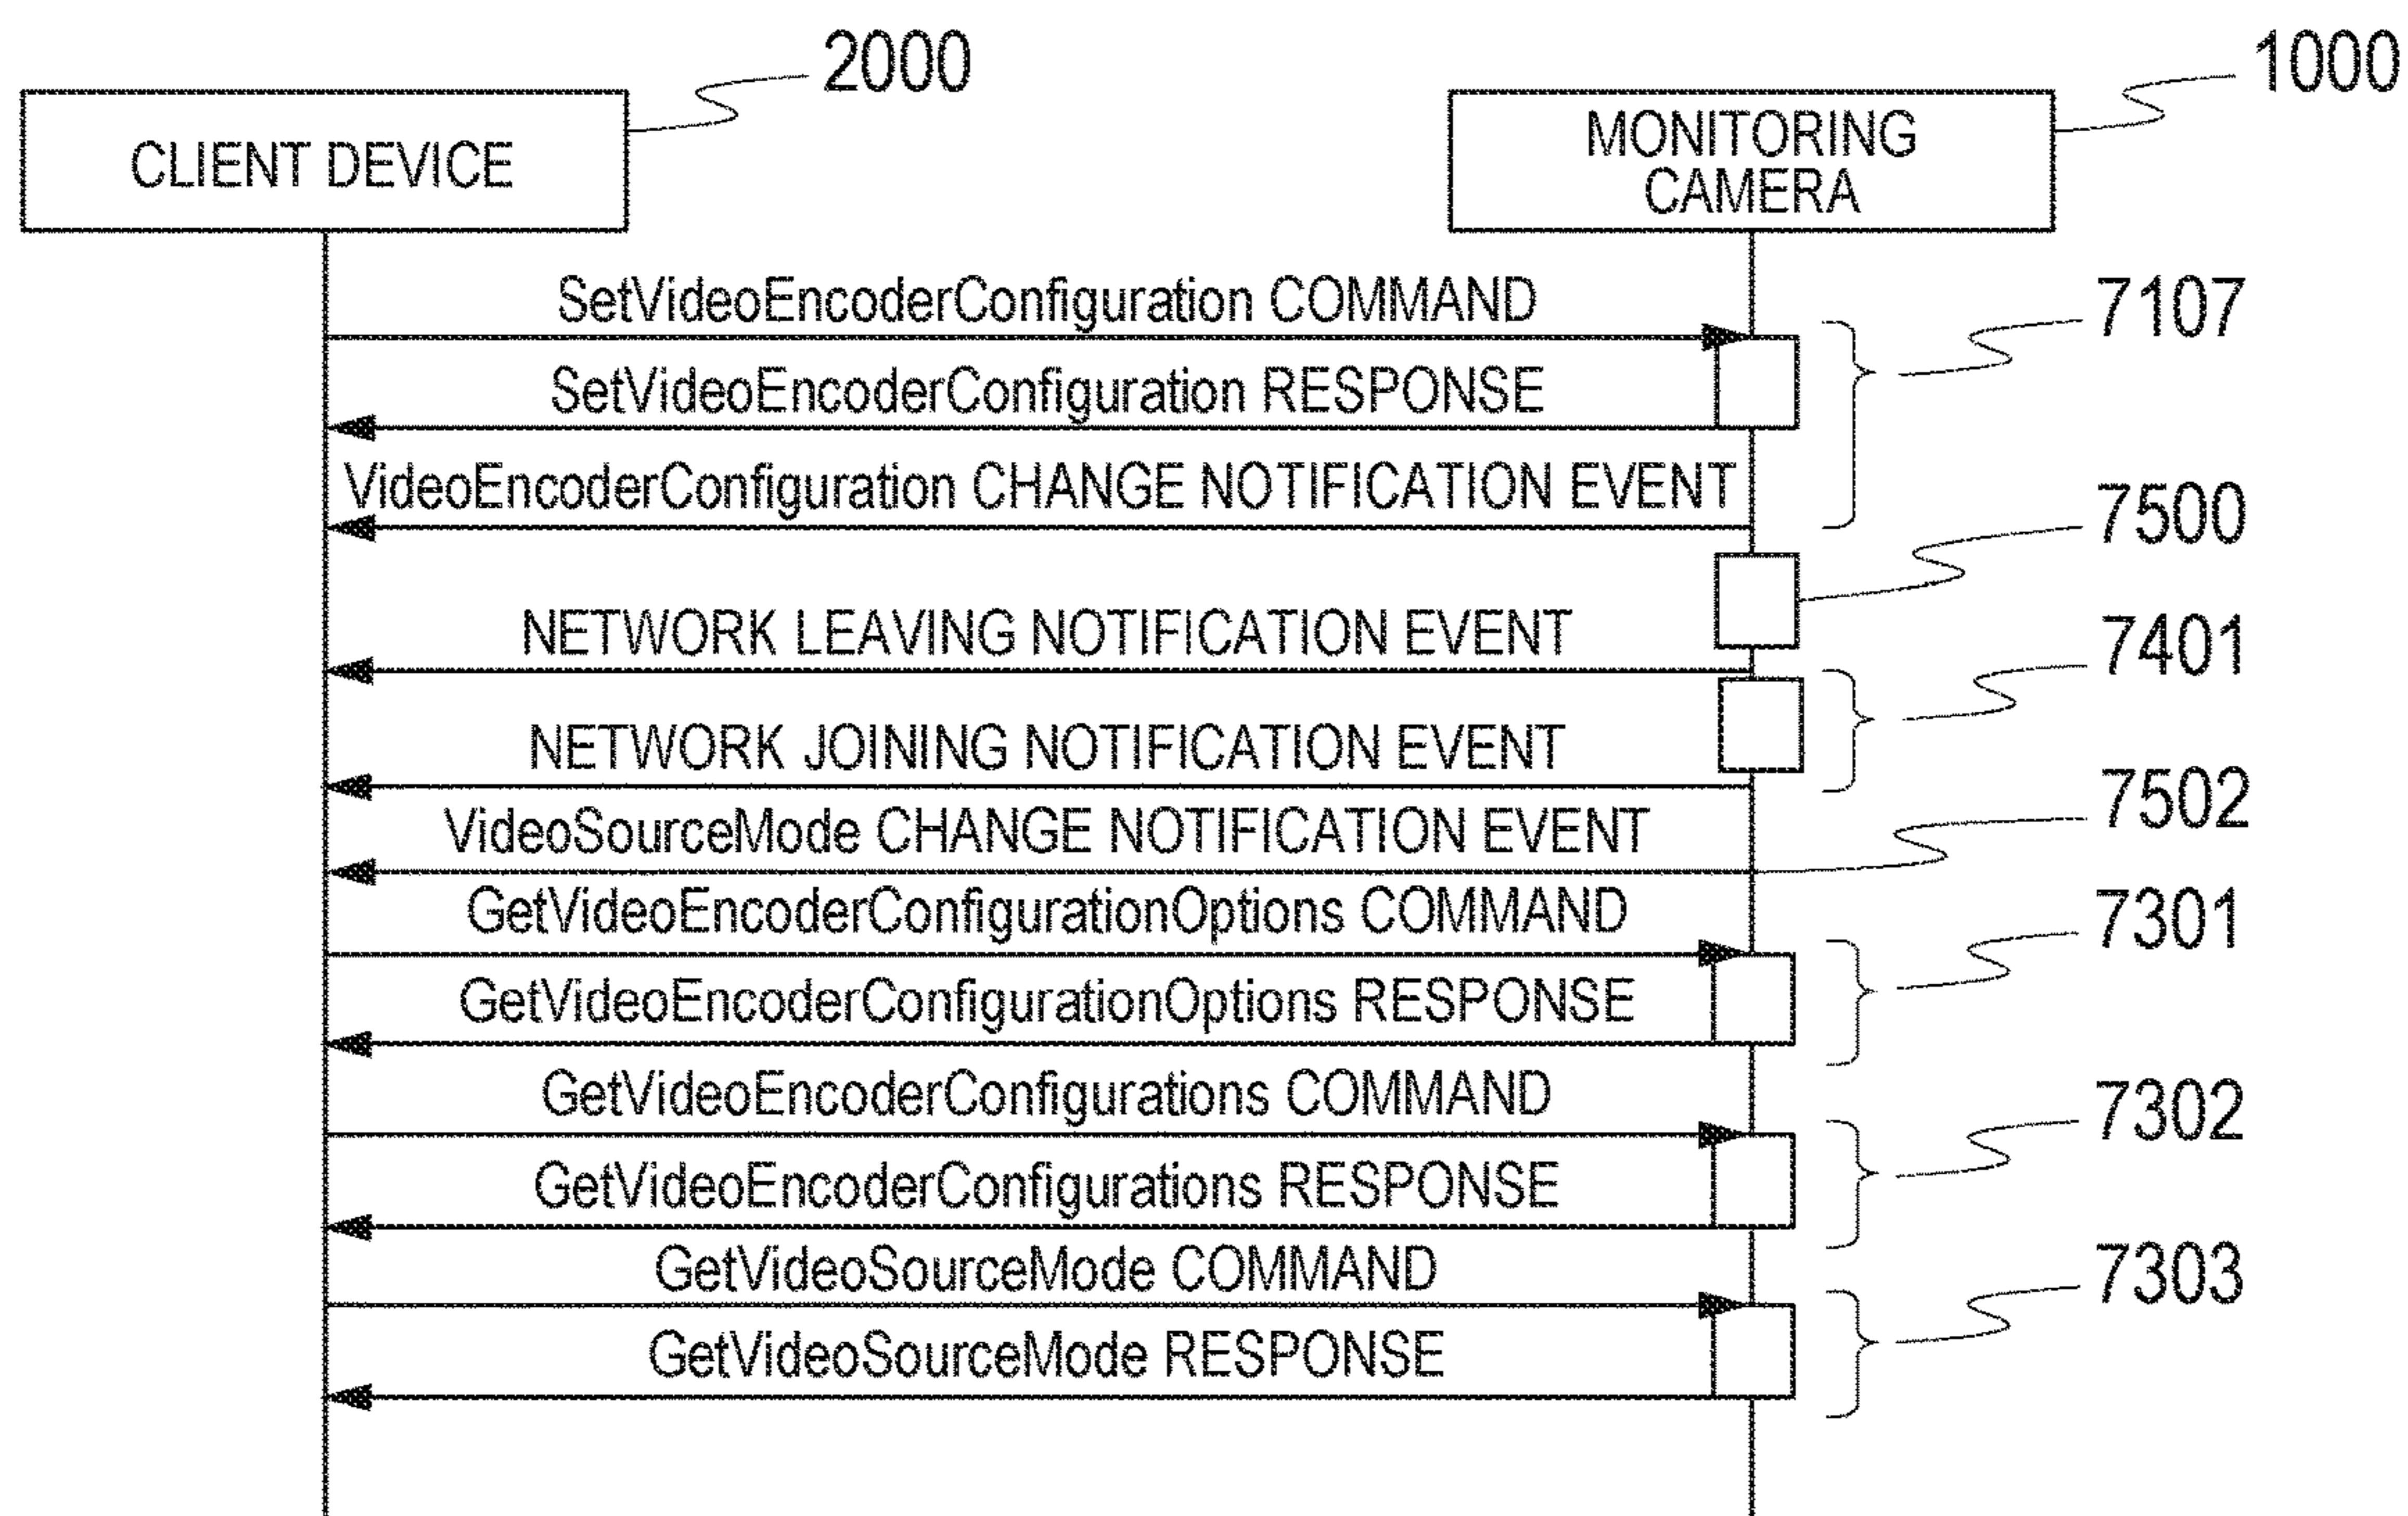 2000
1000
CLIENT DEVICE
MONITORING
CAMERA
SetVideoEncoderConfiguration COMMAND
7107
SetVideoEncoderConfiguration RESPONSE
VideoEncoderConfiguration CHANGE NOTIFICATION EVENT
7500
NETWORK LEAVING NOTIFICATION EVENT
7401
NETWORK JOINING NOTIFICATION EVENT
7502
VideoSourceMode CHANGE NOTIFICATION EVENT
GetVideoEncoderConfigurationOptions COMMAND
7301
GetVideoEncoderConfigurationOptions RESPONSE
GetVideoEncoderConfigurations COMMAND
7302
GetVideoEncoderConfigurations RESPONSE
GetVideoSourceMode COMMAND
7303
GetVideoSourceMode RESPONSE